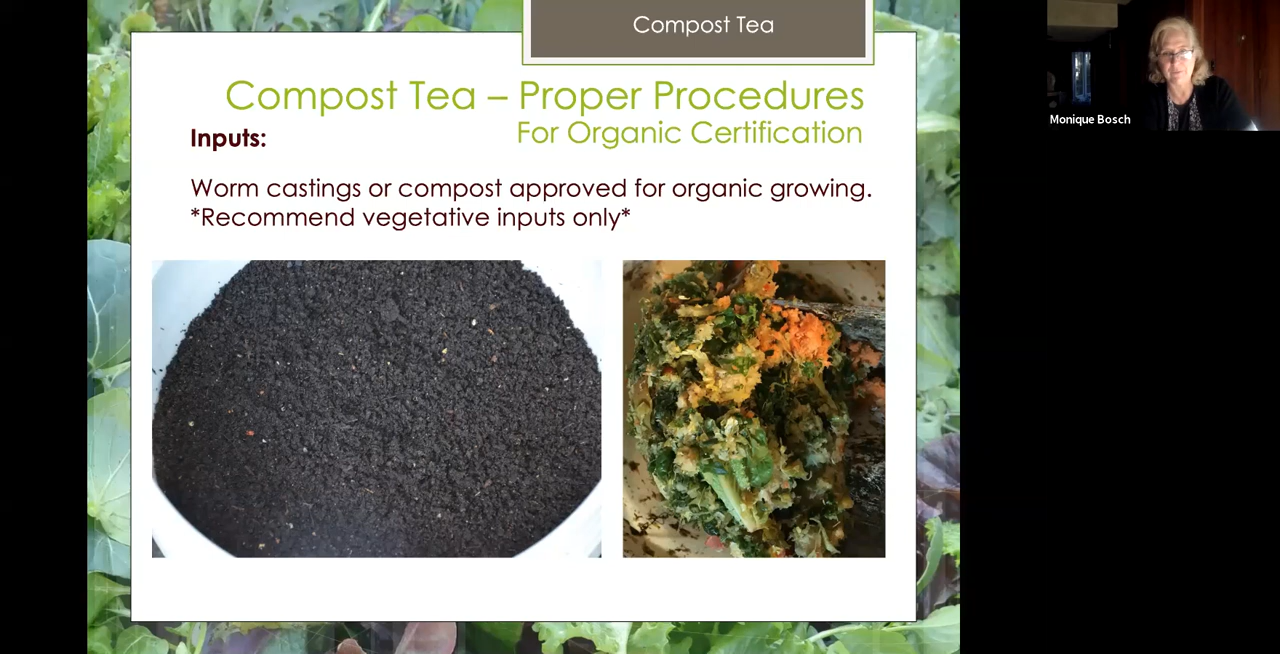 Compost Tea
Compost Tea – Proper Procedures
For Organic Certification
Inputs:
Worm castings or compost approved for organic growing.
*Recommend vegetative inputs only*
Monique Bosch